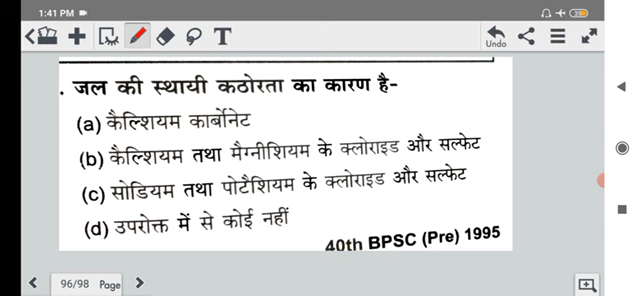 1:41 PM
35
T
Undo
. जल की स्थायी कठोरता का कारण है-
(a) कैल्शियम कार्बोनेट
(b) कैल्शियम तथा मैग्नीशियम के क्लोराइड और सल्फेट
(c) सोडियम तथा पोटैशियम के क्लोराइड और सल्फेट
(d) उपरोक्त में से कोई नहीं
40th BPSC (Pre) 1995
96/98 Page